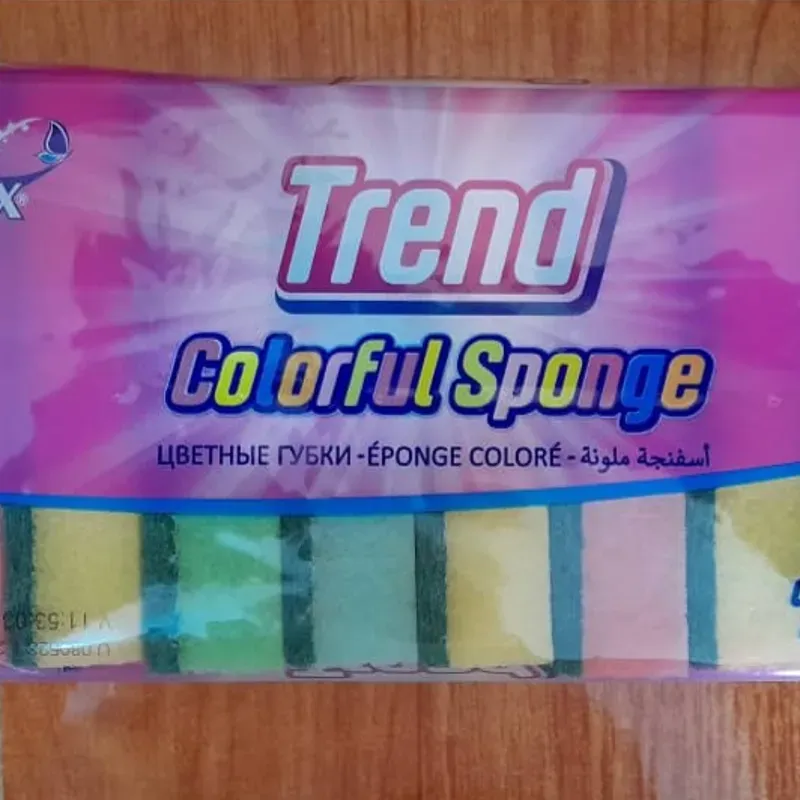 X®
Trend
Colorful Sponge
ЦВЕТНЫЕ ГУБКИ - ÉPONGE COLORÉ - أسفنجة ملونة